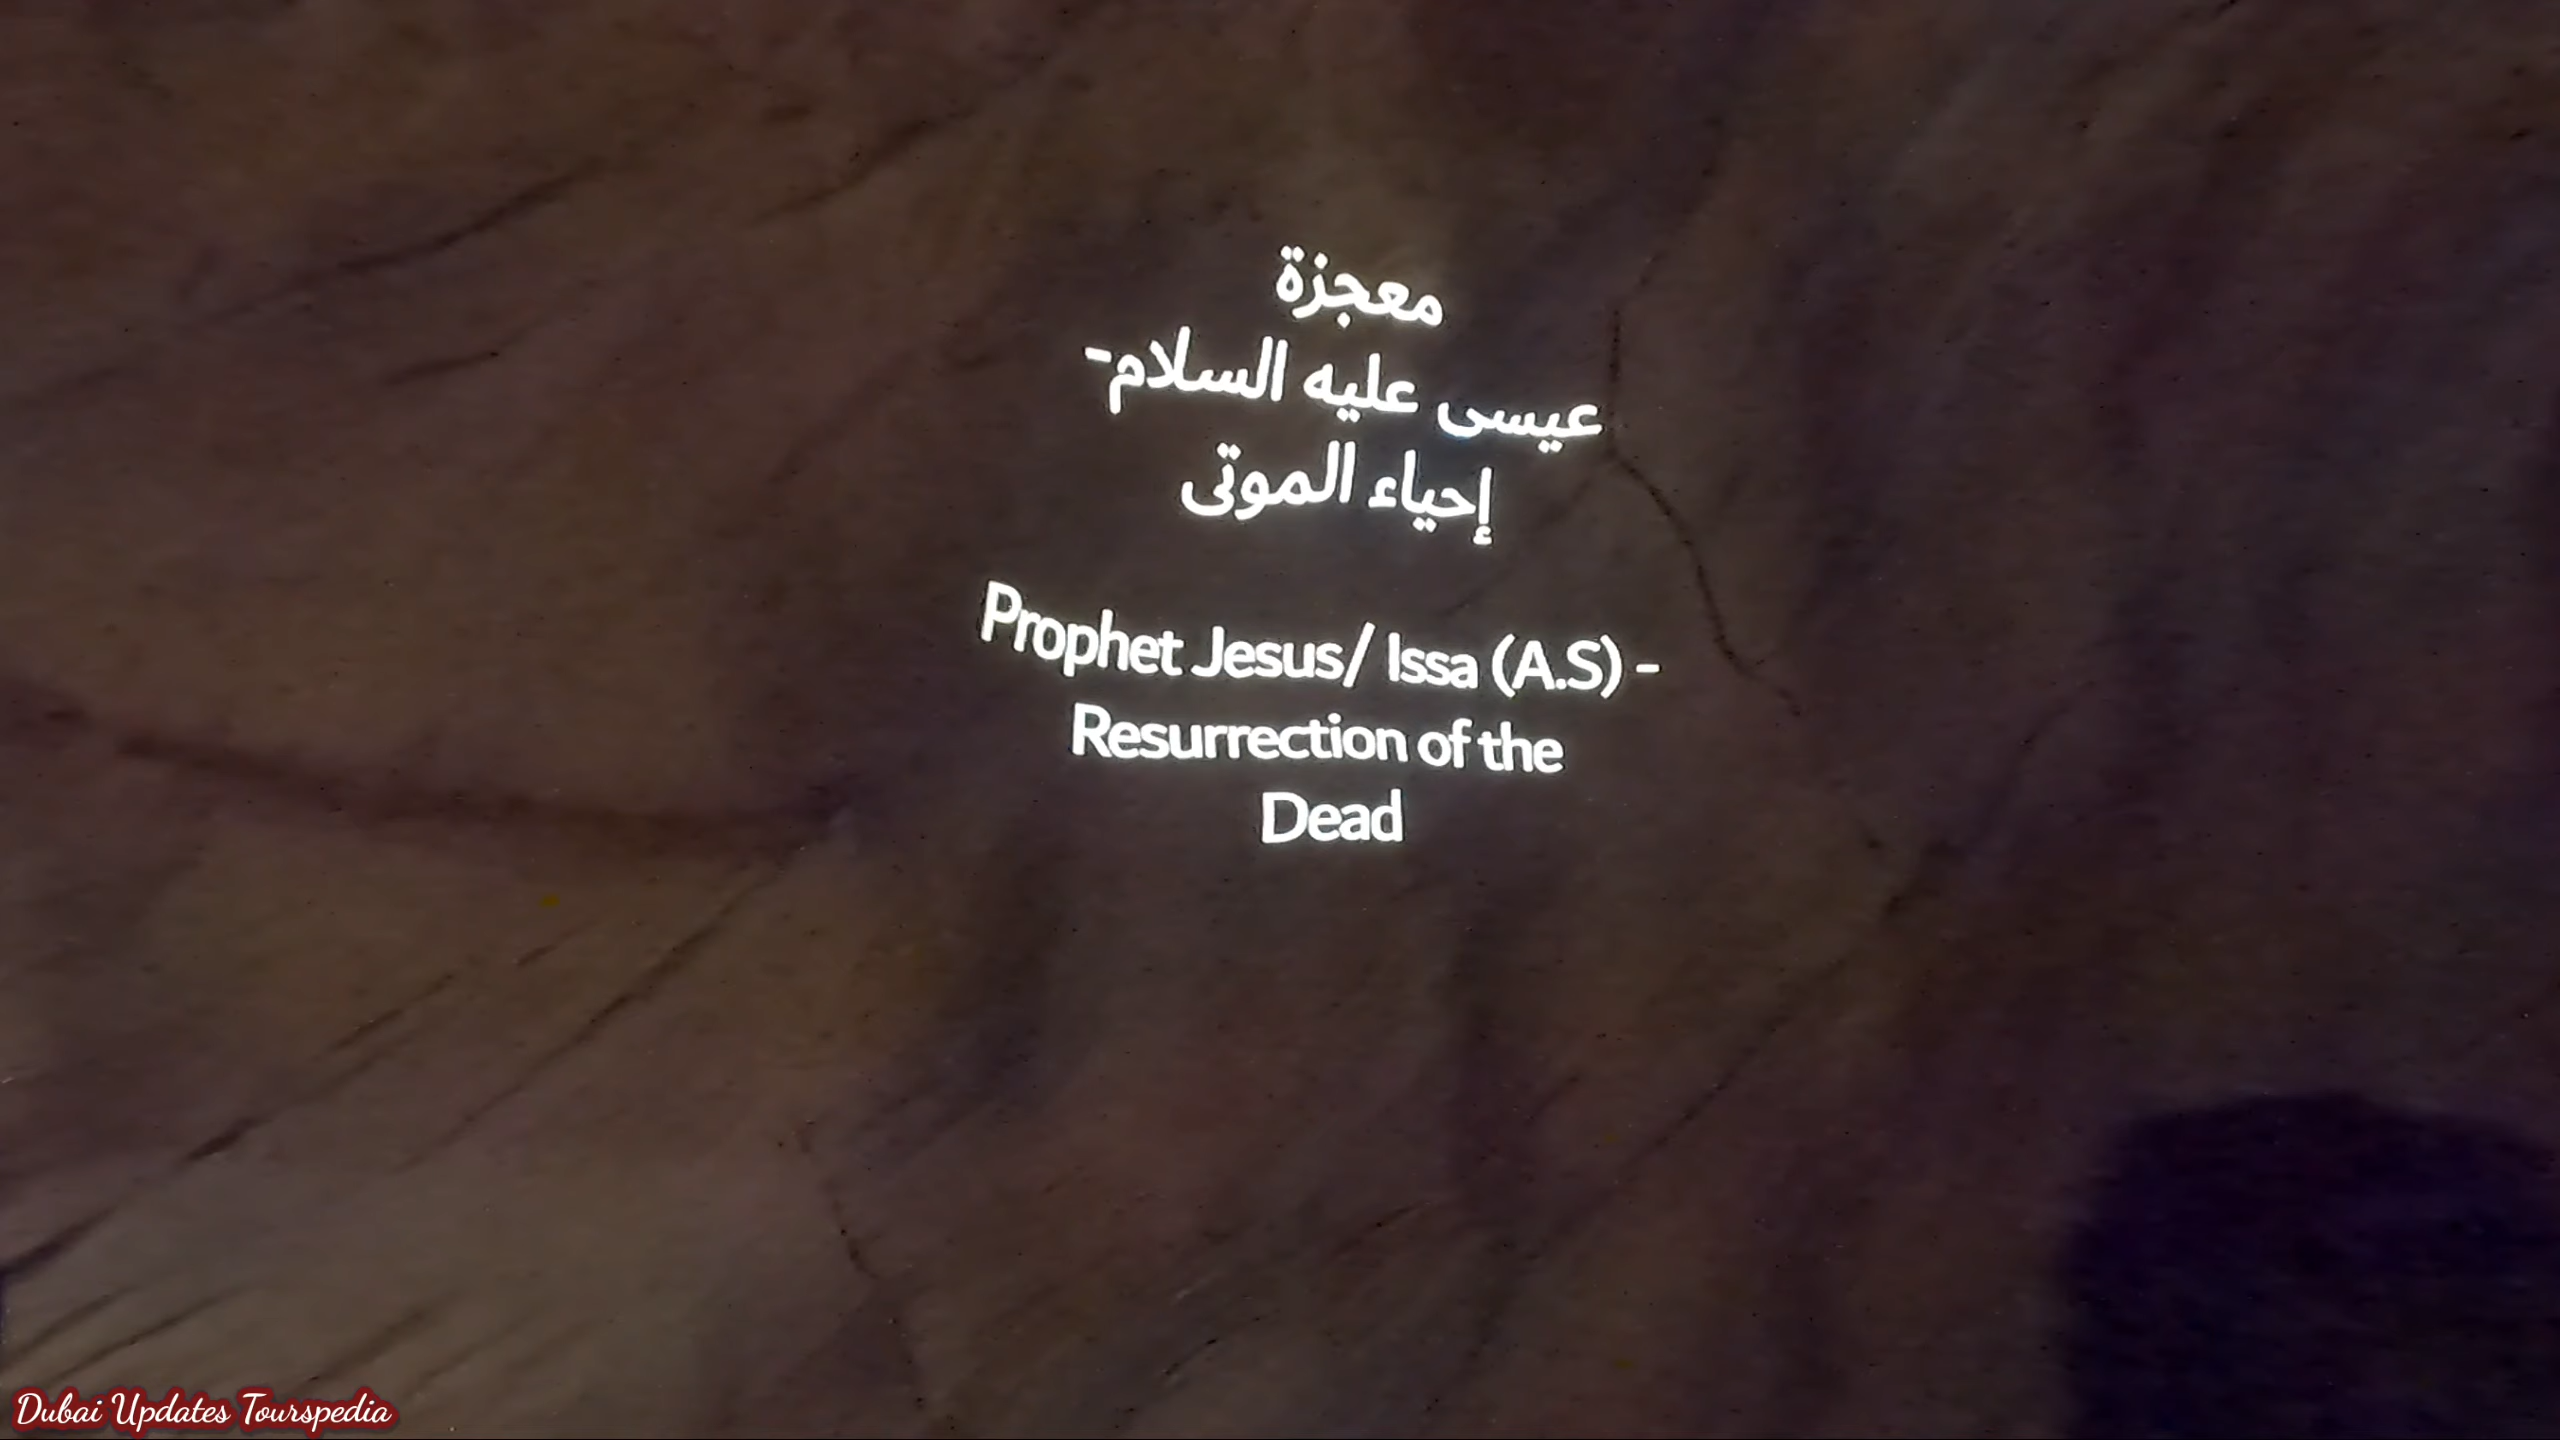 معجزة
عيسى عليه السلام-
إحياء الموتى
Prophet Jesus/ Issa (A.S) -
Resurrection of the
Dead
Dubai Updates Tourspedia